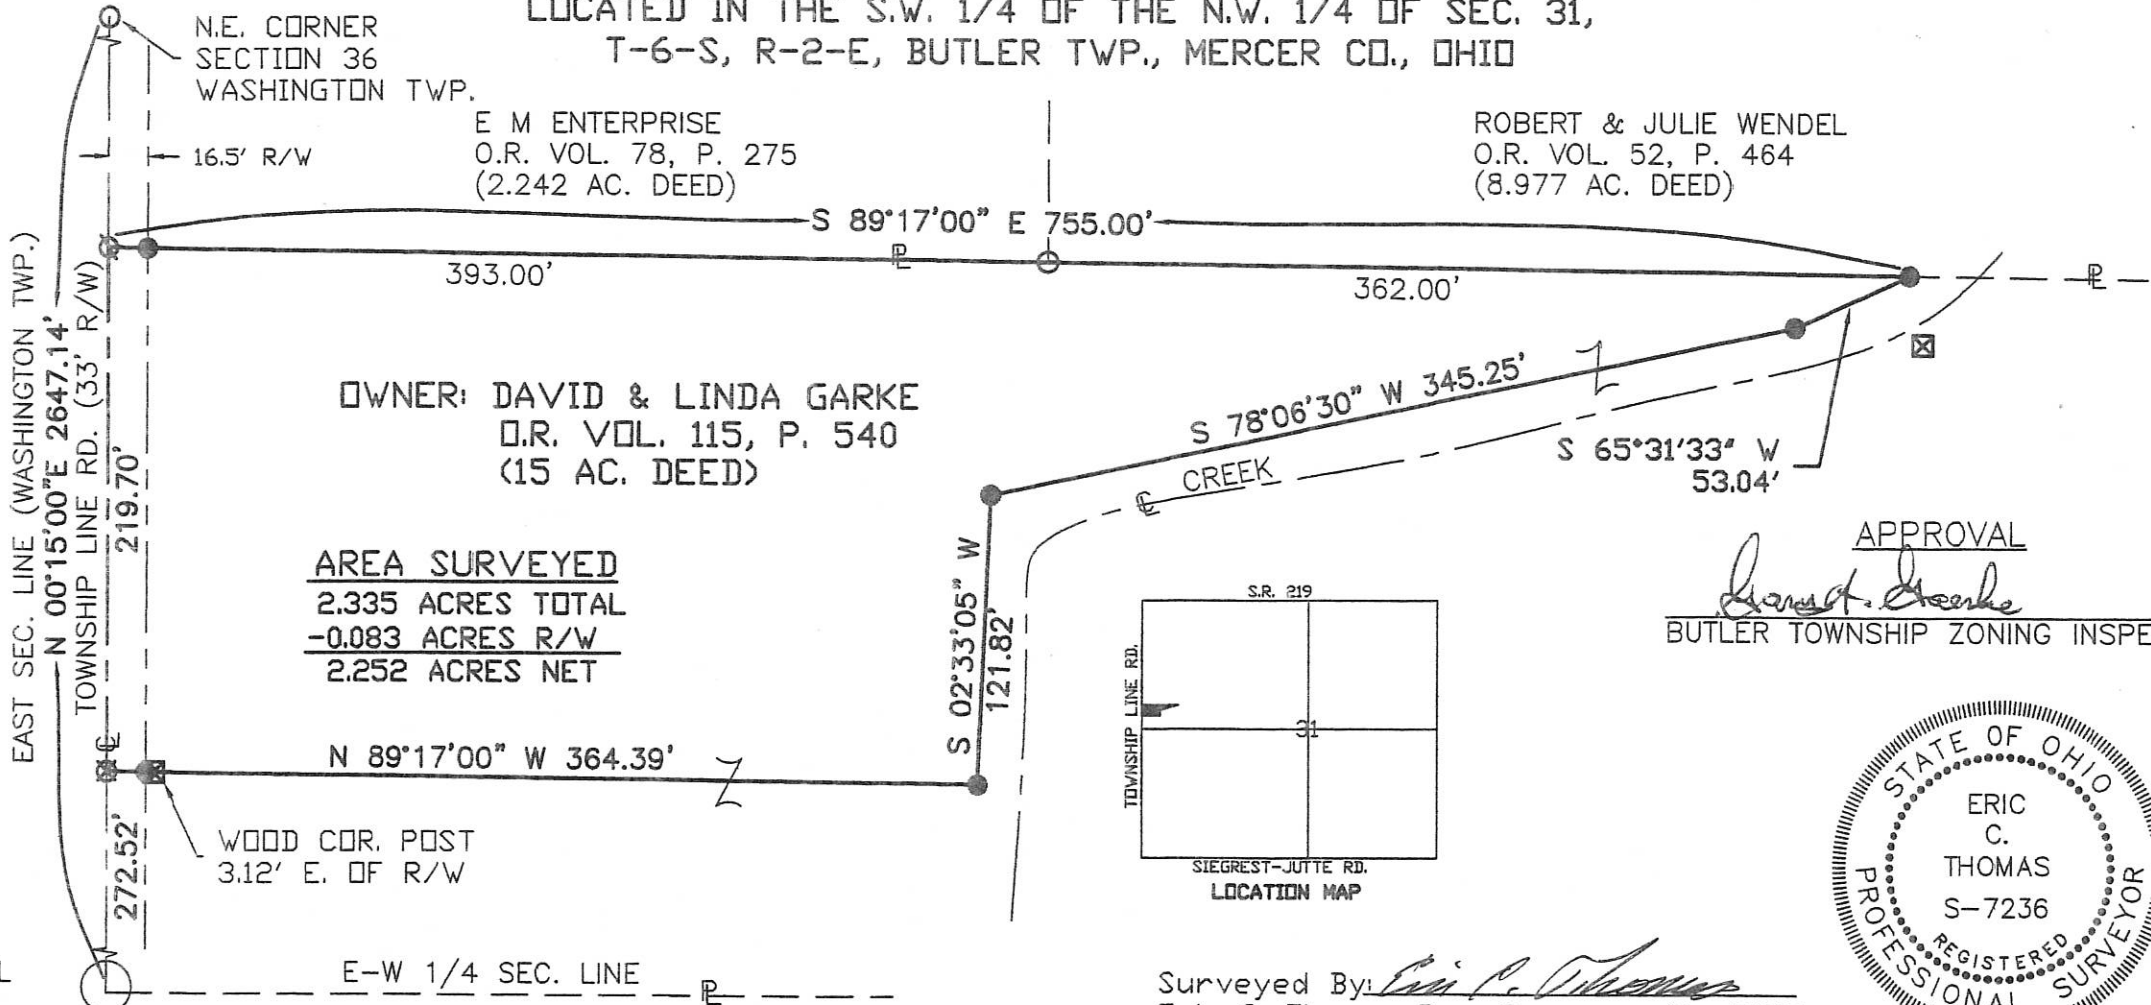 LOCATED IN THE S.W. 1/4 OF THE N.W. 1/4 OF SEC. 31,
T-6-S, R-2-E, BUTLER TWP., MERCER CO., OHIO
N.E. CORNER
SECTION 36
WASHINGTON TWP.
16.5' R/W
E M ENTERPRISE
O.R. VOL. 78, P. 275
(2.242 AC. DEED)
ROBERT & JULIE WENDEL
O.R. VOL. 52, P. 464
(8.977 AC. DEED)
S 89°17'00" E 755.00'
393.00'
362.00'
EAST SEC. LINE (WASHINGTON TWP.)
N 00°15'00"E 2647.14'
TOWNSHIP LINE RD. (33' R/W)
219.70'
OWNER: DAVID & LINDA GARKE
O.R. VOL. 115, P. 540
(15 AC. DEED)
S 78°06'30" W 345.25'
CREEK
S 65°31'33" W
53.04'
AREA SURVEYED
2.335 ACRES TOTAL
-0.083 ACRES R/W
2.252 ACRES NET
S 02°33'05" W
121.82'
APPROVAL
BUTLER TOWNSHIP ZONING INSPE
S.R. 219
TOWNSHIP LINE RD.
31
SIEGREST-JUTTE RD.
LOCATION MAP
N 89°17'00" W 364.39'
WOOD COR. POST
3.12' E. OF R/W
272.52'
E-W 1/4 SEC. LINE
STATE OF OHIO
ERIC
C.
THOMAS
S-7236
REGISTERED
PROFESSIONAL SURVEYOR
Surveyed By: Eric C. Thomas